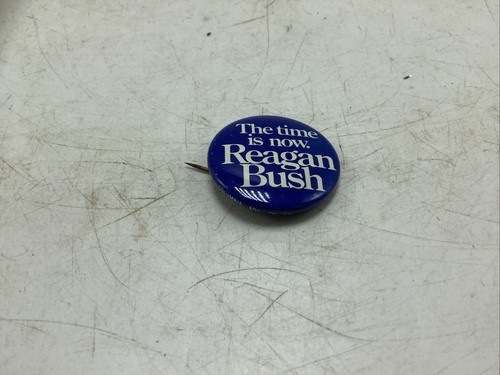 The time
is now.
Reagan
Bush